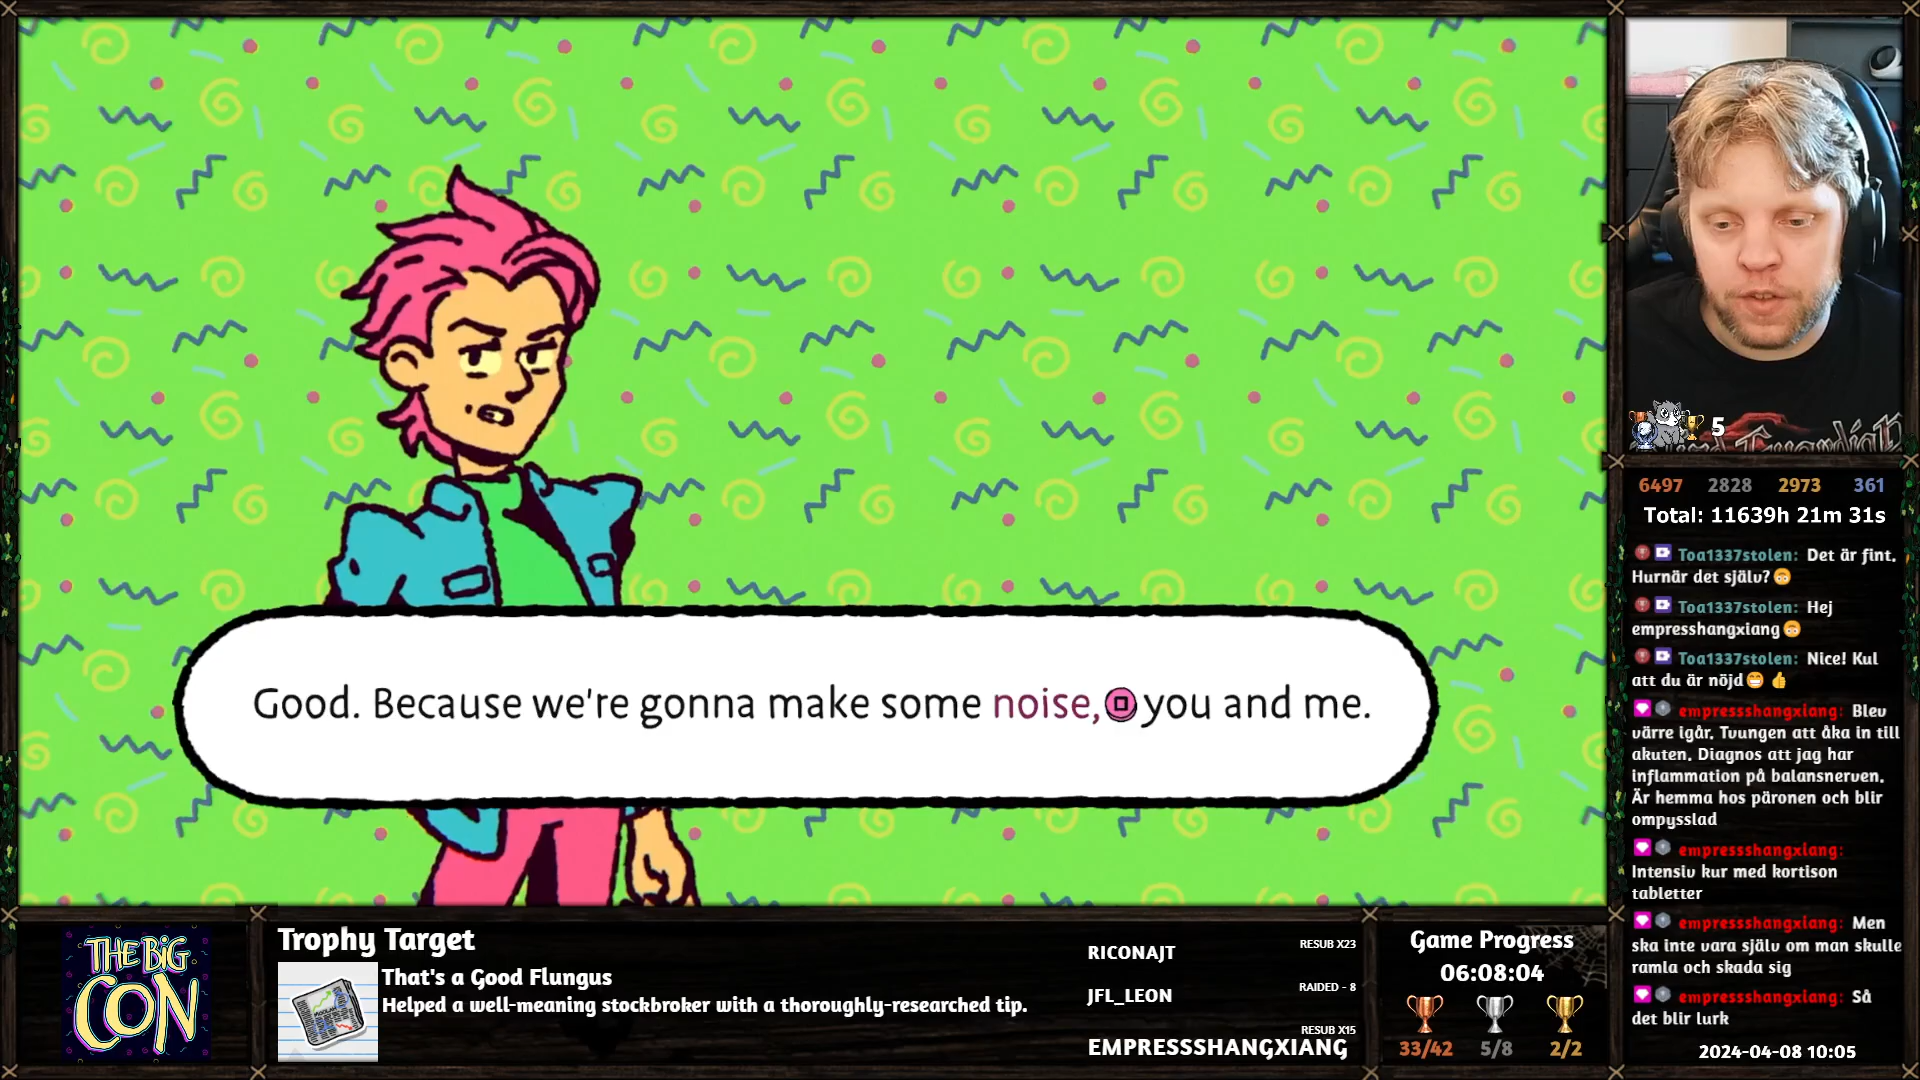 Good. Because we're gonna make some noise, you and me.
5
6497 2828 2973 361
Total: 11639h 21m 31s
Toa1337stolen: Det är fint.
Hurnär det själv?
Toa1337stolen: Hej
empresshangxiang
Toa1337stolen: Nice! Kul
att du är nöjd
empressshangxiang: Blev
värre igår. Tvungen att åka in till
akuten. Diagnos att jag har
inflammation på balansnerven.
Är hemma hos päronen och blir
ompysslad
empressshangxiang:
Intensiv kur med kortison
tabletter
empressshangxiang: Men
ska inte vara själv om man skulle
ramla och skada sig
empressshangxiang: Så
det blir lurk
2024-04-08 10:05
THE BIG
CON
Trophy Target
That's a Good Flungus
Helped a well-meaning stockbroker with a thoroughly-researched tip.
RICONAJT RESUB X23
JFL_LEON RAIDED - 8
EMPRESSSHANGXIANG RESUB X15
Game Progress
06:08:04
33/42 5/8 2/2